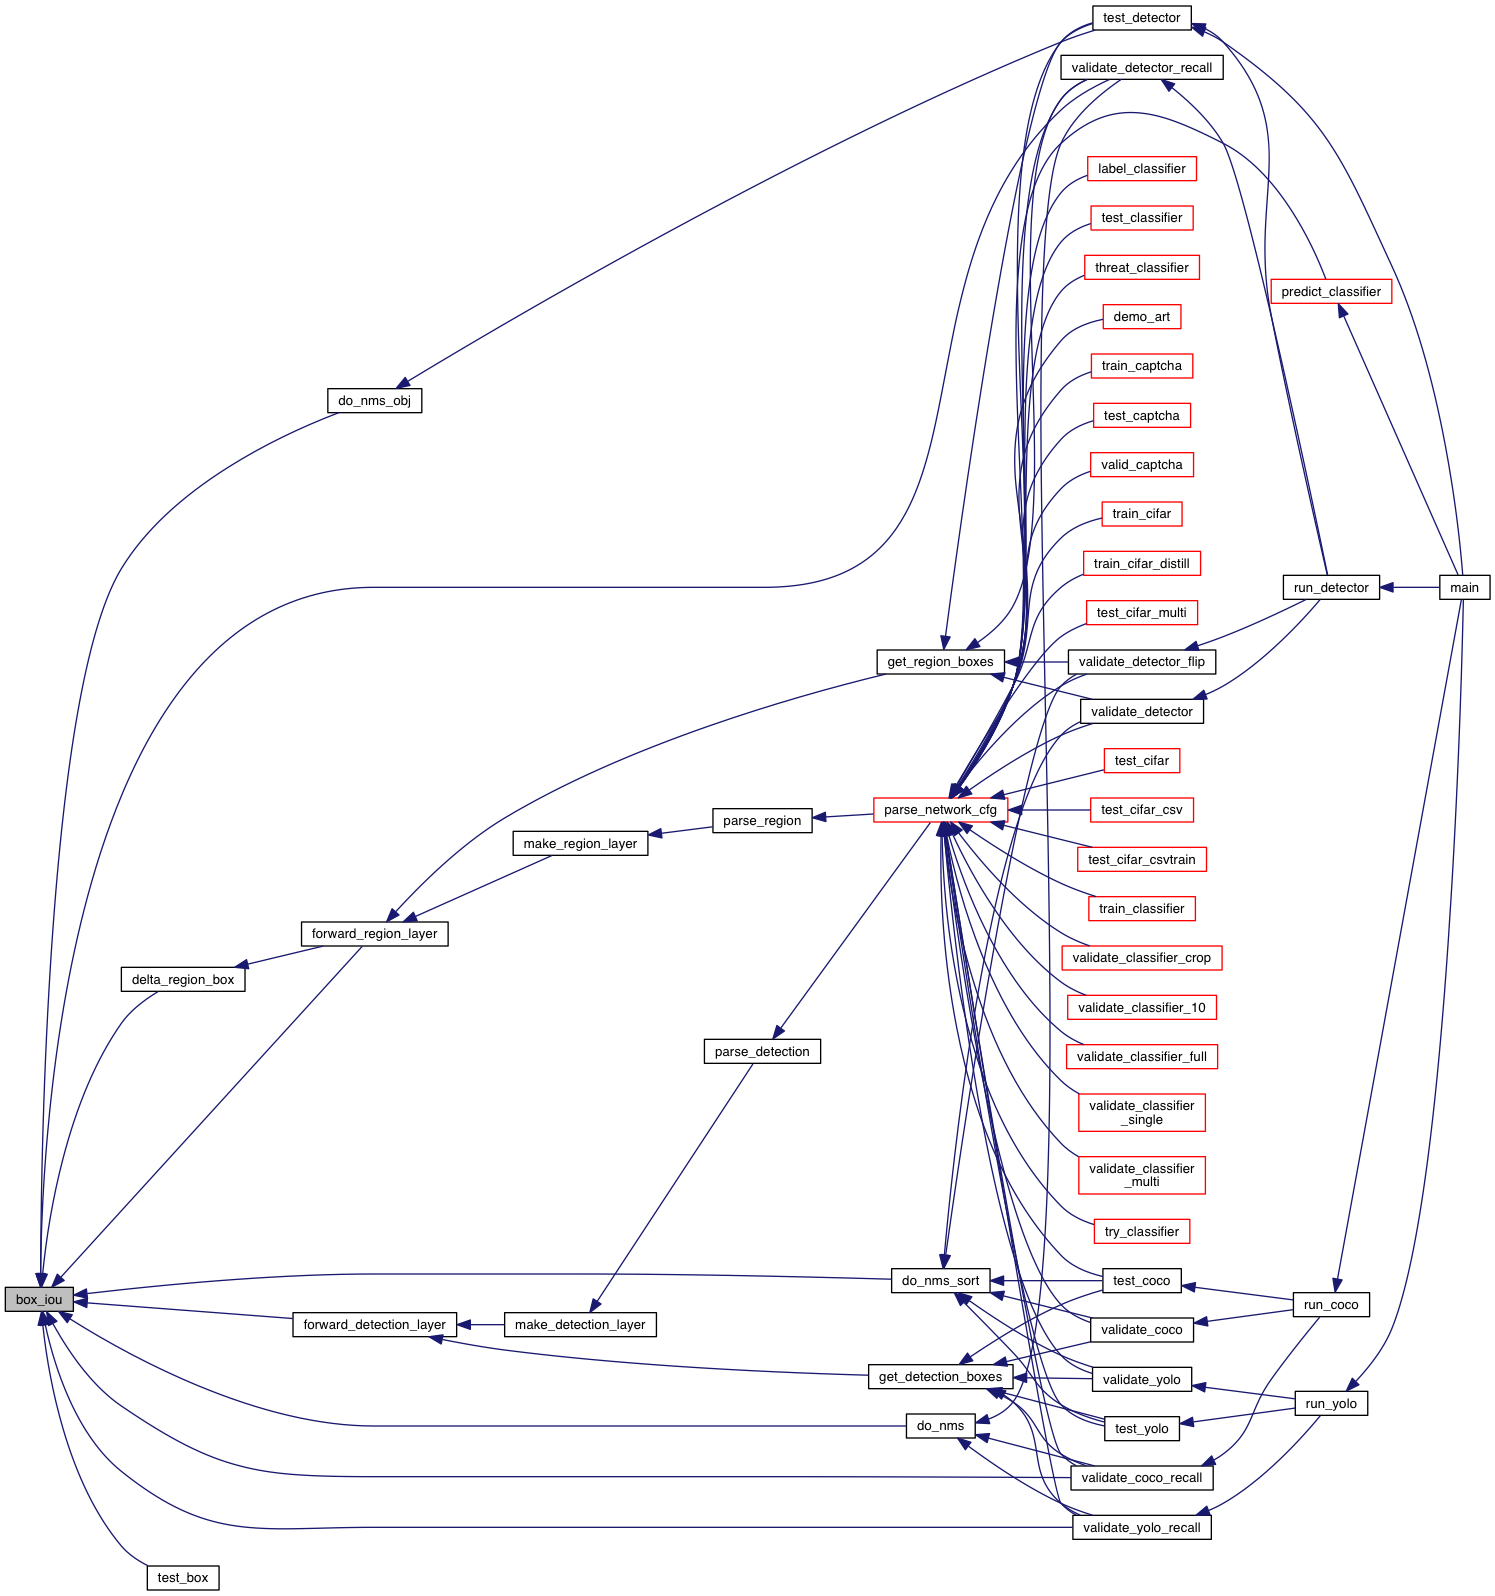 test_detector
validate_detector_recall
label_classifier
test_classifier
threat_classifier
predict_classifier
demo_art
train_captcha
do_nms_obj
test_captcha
valid_captcha
train_cifar
train_cifar_distill
run_detector
main
test_cifar_multi
get_region_boxes
validate_detector_flip
validate_detector
test_cifar
parse_network_cfg
test_cifar_csv
parse_region
make_region_layer
test_cifar_csvtrain
train_classifier
forward_region_layer
validate_classifier_crop
delta_region_box
validate_classifier_10
parse_detection
validate_classifier_full
validate_classifier
_single
validate_classifier
_multi
try_classifier
do_nms_sort
test_coco
box_iou
run_coco
forward_detection_layer
make_detection_layer
validate_coco
get_detection_boxes
validate_yolo
run_yolo
do_nms
test_yolo
validate_coco_recall
validate_yolo_recall
test_box